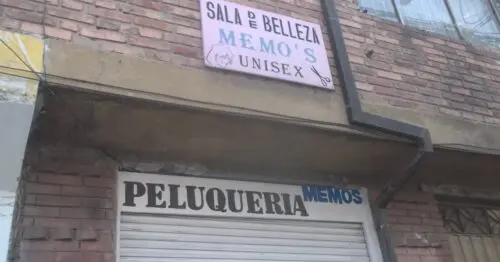 SALA DE BELLEZA
MEMO'S
UNISEX
PELUQUERIA MEMOS